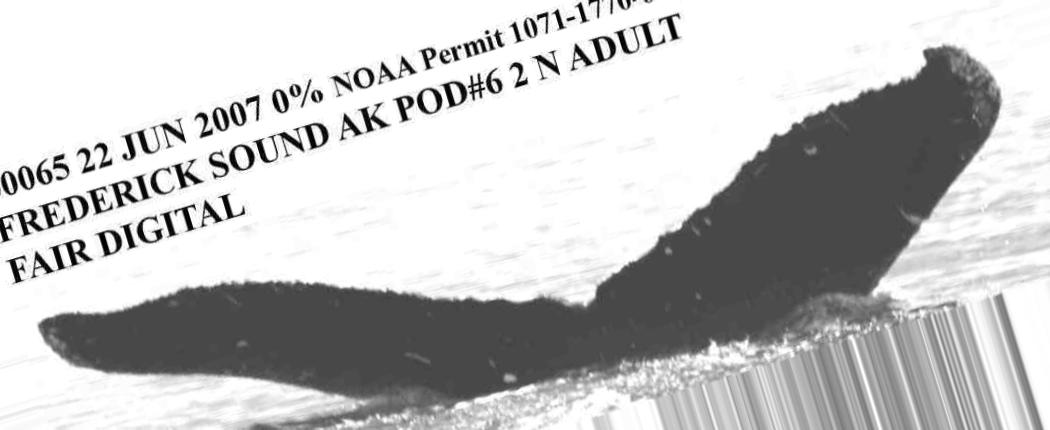 0065 22 JUN 2007 0% NOAA Permit 1071-1770-
FREDERICK SOUND AK POD#6 2 N ADULT
FAIR DIGITAL